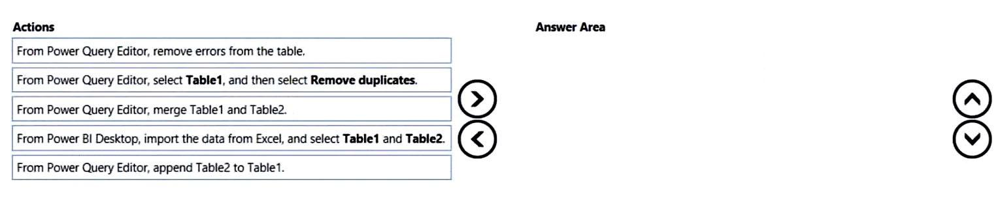 Actions
Answer Area
From Power Query Editor, remove errors from the table.
From Power Query Editor, select Table1, and then select Remove duplicates.
From Power Query Editor, merge Table1 and Table2.
From Power BI Desktop, import the data from Excel, and select Table1 and Table2.
From Power Query Editor, append Table2 to Table1.